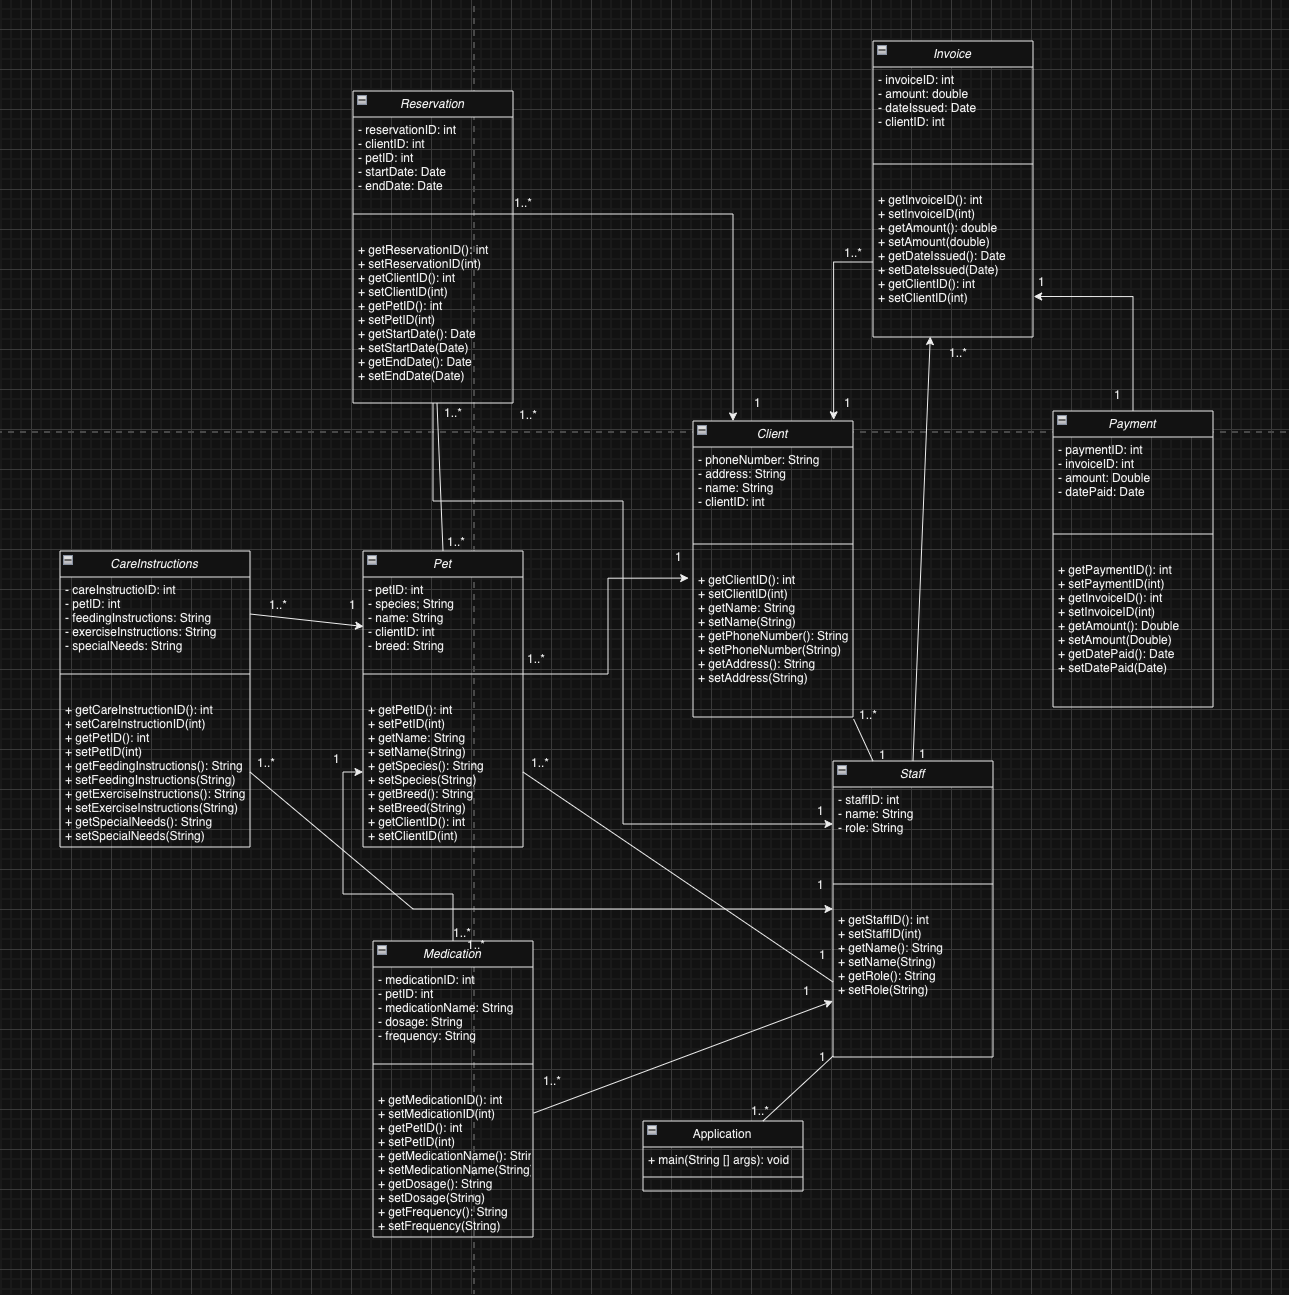 Invoice
- invoiceID: int
- amount: double
- dateIssued: Date
- clientID: int
+ getInvoiceID(): int
+ setInvoiceID(int)
+ getAmount(): double
+ setAmount(double)
+ getDateIssued(): Date
+ setDateIssued(Date)
+ getClientID(): int
+ setClientID(int)
Reservation
- reservationID: int
- clientID: int
- petID: int
- startDate: Date
- endDate: Date
+ getReservationID(): int
+ setReservationID(int)
+ getClientID(): int
+ setClientID(int)
+ getPetID(): int
+ setPetID(int)
+ getStartDate(): Date
+ setStartDate(Date)
+ getEndDate(): Date
+ setEndDate(Date)
1..*
1..*
1
1..*
1
1
1..*
1..*
1
Client
- phoneNumber: String
- address: String
- name: String
- clientID: int
+ getClientID(): int
+ setClientID(int)
+ getName: String
+ setName(String)
+ getPhoneNumber(): String
+ setPhoneNumber(String)
+ getAddress(): String
+ setAddress(String)
Payment
- paymentID: int
- invoiceID: int
- amount: Double
- datePaid: Date
+ getPaymentID(): int
+ setPaymentID(int)
+ getInvoiceID(): int
+ setInvoiceID(int)
+ getAmount(): Double
+ setAmount(Double)
+ getDatePaid(): Date
+ setDatePaid(Date)
1..*
1
CareInstructions
- careInstructioID: int
- petID: int
- feedingInstructions: String
- exerciseInstructions: String
- specialNeeds: String
+ getCareInstructionID(): int
+ setCareInstructionID(int)
+ getPetID(): int
+ setPetID(int)
+ getFeedingInstructions(): String
+ setFeedingInstructions(String)
+ getExerciseInstructions(): String
+ setExerciseInstructions(String)
+ getSpecialNeeds(): String
+ setSpecialNeeds(String)
1..*
1
Pet
- petID: int
- species: String
- name: String
- clientID: int
- breed: String
+ getPetID(): int
+ setPetID(int)
+ getName: String
+ setName(String)
+ getSpecies(): String
+ setSpecies(String)
+ getBreed(): String
+ setBreed(String)
+ getClientID(): int
+ setClientID(int)
1..*
1..*
1
1
1..*
1
1..*
Staff
- staffID: int
- name: String
- role: String
+ getStaffID(): int
+ setStaffID(int)
+ getName(): String
+ setName(String)
+ getRole(): String
+ setRole(String)
1
1
1
1
1
1..*
1..*
Medication
- medicationID: int
- petID: int
- medicationName: String
- dosage: String
- frequency: String
+ getMedicationID(): int
+ setMedicationID(int)
+ getPetID(): int
+ setPetID(int)
+ getMedicationName(): Strin
+ setMedicationName(String
+ getDosage(): String
+ setDosage(String)
+ getFrequency(): String
+ setFrequency(String)
1..*
1..*
Application
+ main(String [] args): void